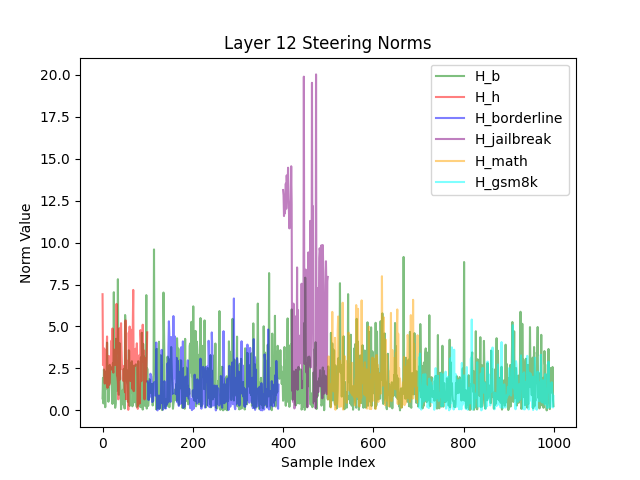 Layer 12 Steering Norms
H_b
H_h
H_borderline
H_jailbreak
H_math
H_gsm8k
Norm Value
20.0
17.5
15.0
12.5
10.0
7.5
5.0
2.5
0.0
0
200
400
600
800
1000
Sample Index